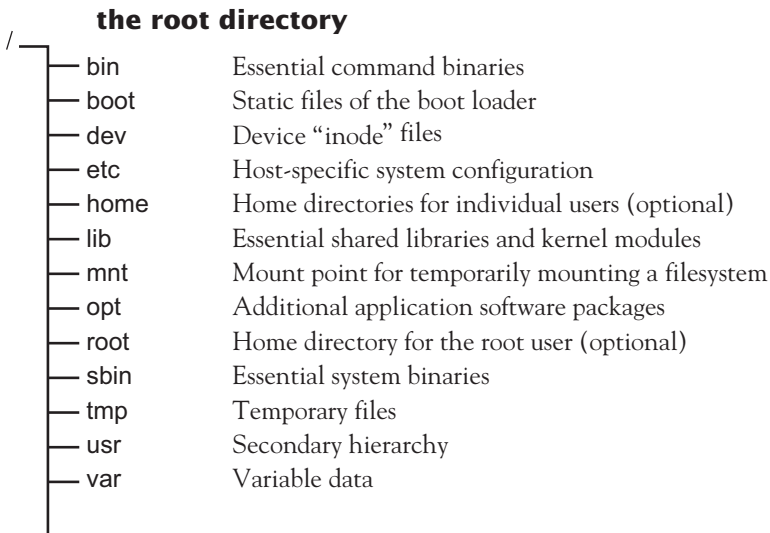 the root directory
/
bin Essential command binaries
boot Static files of the boot loader
dev Device “inode” files
etc Host-specific system configuration
home Home directories for individual users (optional)
lib Essential shared libraries and kernel modules
mnt Mount point for temporarily mounting a filesystem
opt Additional application software packages
root Home directory for the root user (optional)
sbin Essential system binaries
tmp Temporary files
usr Secondary hierarchy
var Variable data